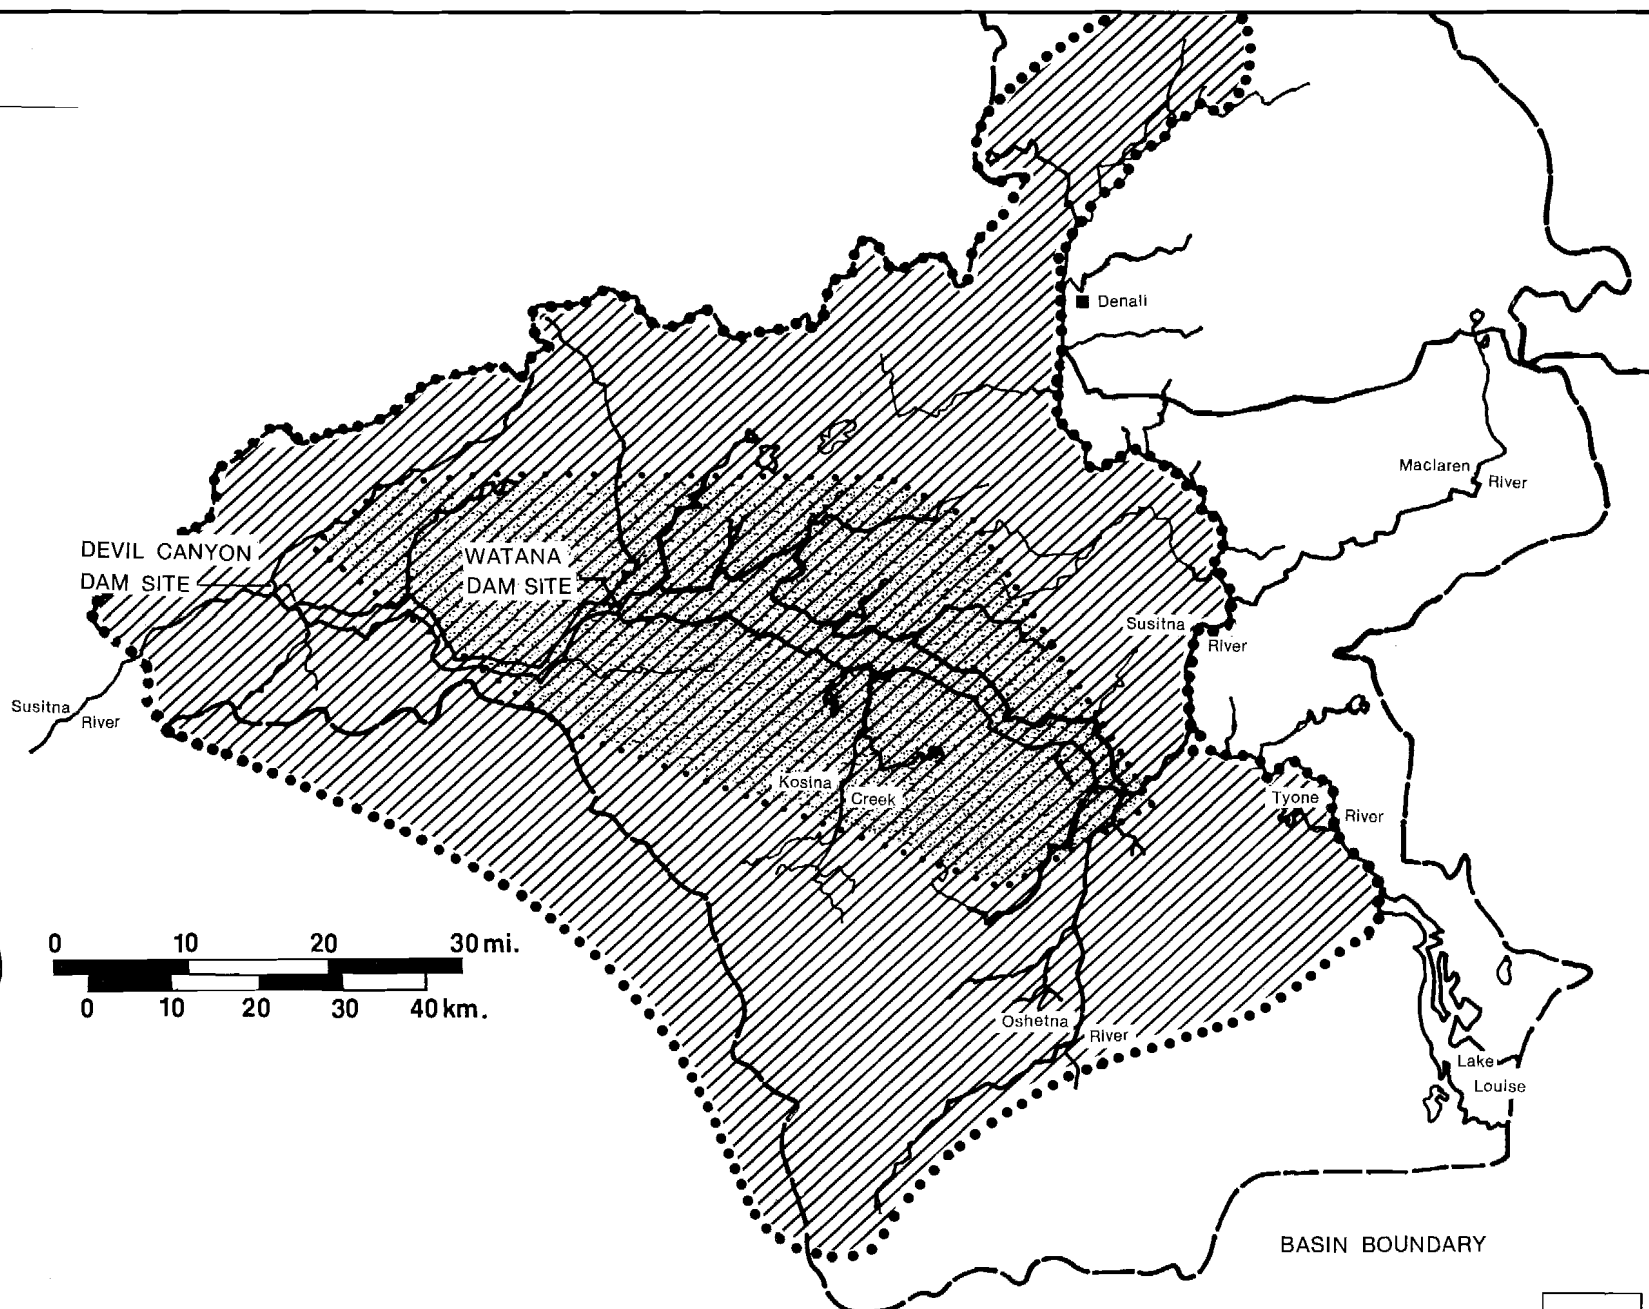 Denali
Maclaren
River
DEVIL CANYON
DAM SITE
WATANA
DAM SITE
Susitna
River
Susitna
River
Kosina
Creek
Tyone
River
0 10 20 30 mi.
0 10 20 30 40 km.
Oshetna
River
Lake
Louise
BASIN BOUNDARY